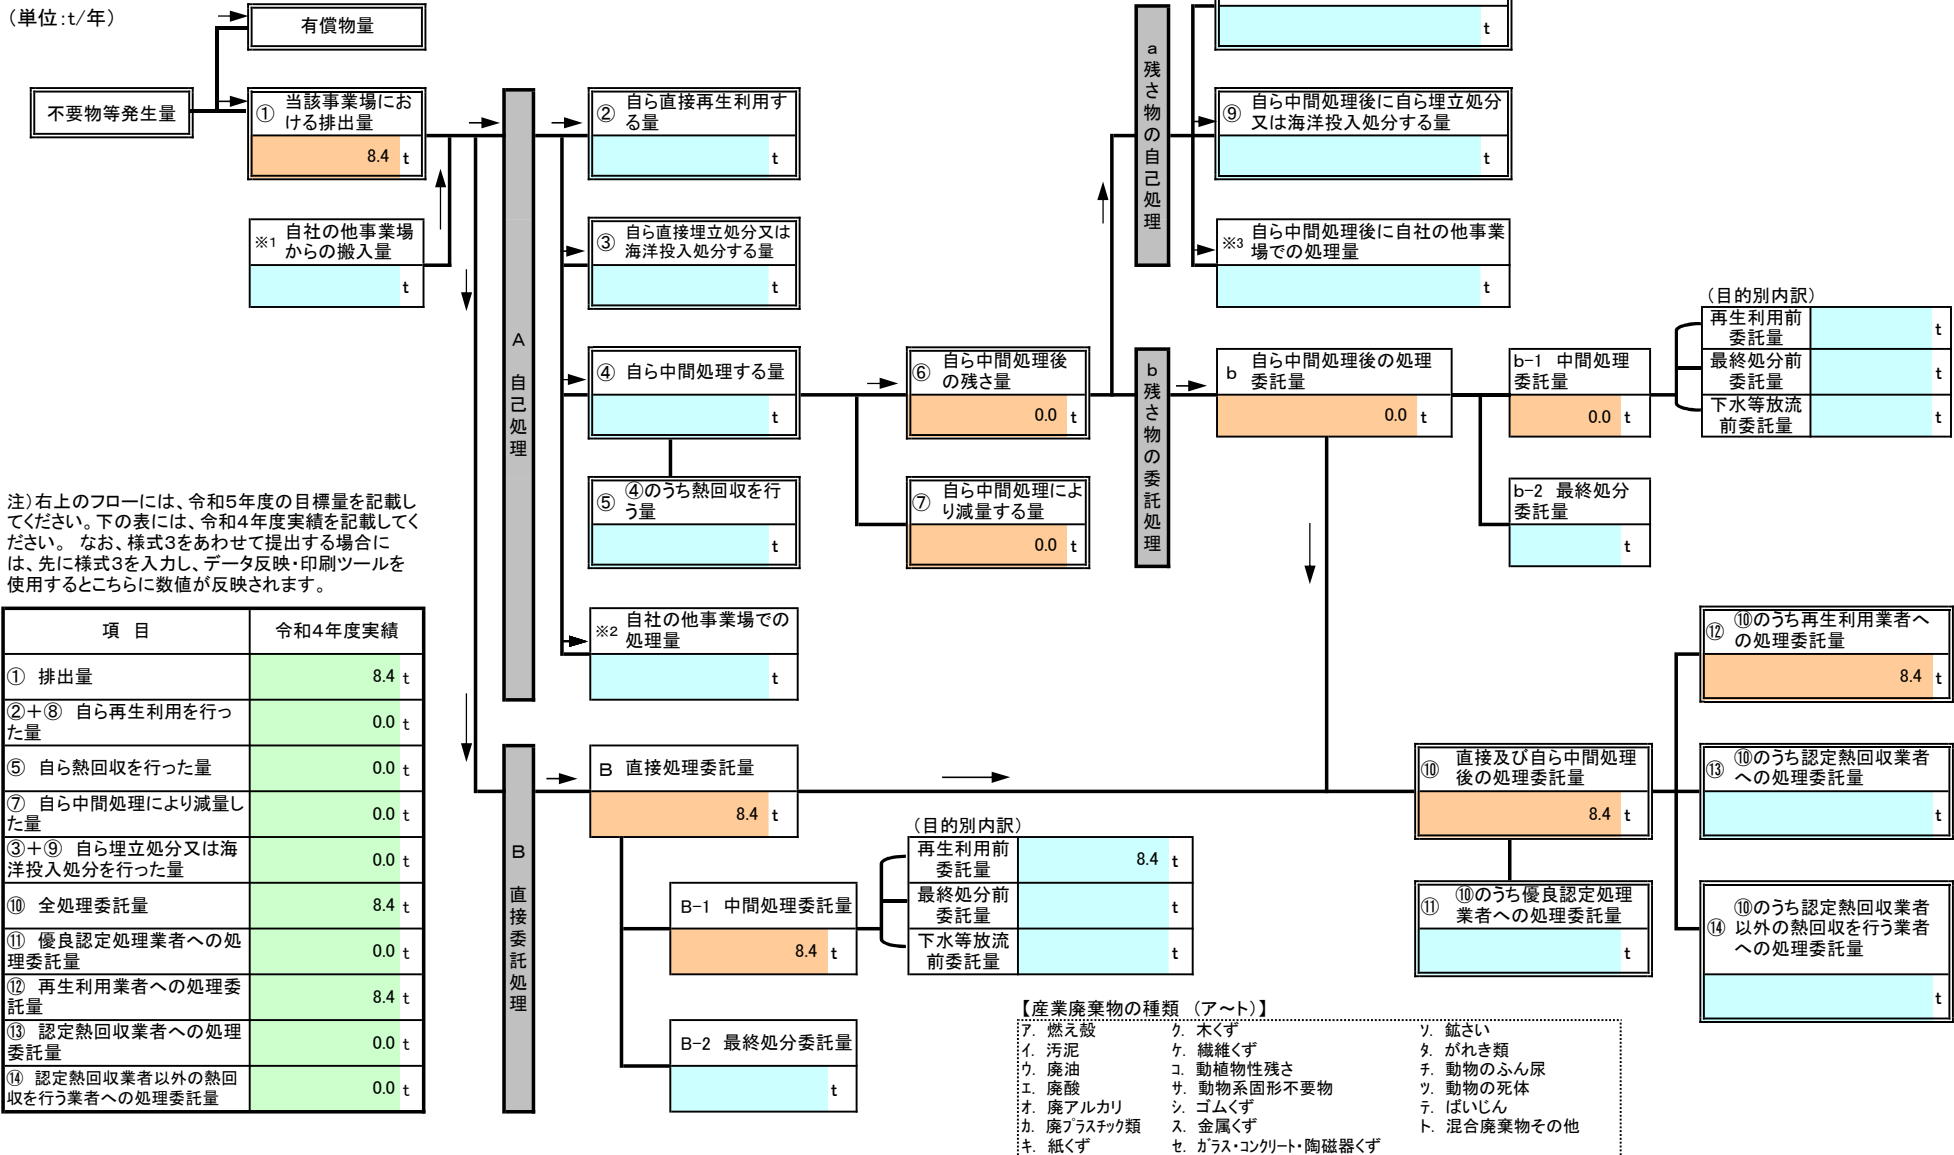 (単位:t/年)
有償物量
不要物等発生量
① 当該事業場にお
ける排出量
8.4 t
※1 自社の他事業場
からの搬入量
t
A 自己処理
② 自ら直接再生利用す
る量
t
③ 自ら直接埋立処分又は
海洋投入処分する量
t
④ 自ら中間処理する量
t
⑤ ④のうち熱回収を行
う量
t
※2 自社の他事業場での
処理量
t
⑥ 自ら中間処理後
の残さ量
0.0 t
⑦ 自ら中間処理によ
り減量する量
0.0 t
a 残さ物の自己処理
t
⑨ 自ら中間処理後に自ら埋立処分
又は海洋投入処分する量
t
※3 自ら中間処理後に自社の他事業
場での処理量
t
b 残さ物の委託処理
b 自ら中間処理後の処理
委託量
0.0 t
b-1 中間処理
委託量
0.0 t
(目的別内訳)
再生利用前
委託量
t
最終処分前
委託量
t
下水等放流
前委託量
t
b-2 最終処分
委託量
t
注)右上のフローには、令和5年度の目標量を記載し
てください。下の表には、令和4年度実績を記載してく
ださい。 なお、様式3をあわせて提出する場合に
は、先に様式3を入力し、データ反映・印刷ツールを
使用するとこちらに数値が反映されます。
項 目 令和4年度実績
① 排出量 8.4 t
②+⑧ 自ら再生利用を行っ
た量 0.0 t
⑤ 自ら熱回収を行った量 0.0 t
⑦ 自ら中間処理により減量し
た量 0.0 t
③+⑨ 自ら埋立処分又は海
洋投入処分を行った量 0.0 t
⑩ 全処理委託量 8.4 t
⑪ 優良認定処理業者への処
理委託量 0.0 t
⑫ 再生利用業者への処理委
託量 8.4 t
⑬ 認定熱回収業者への処理
委託量 0.0 t
⑭ 認定熱回収業者以外の熱回
収を行う業者への処理委託量 0.0 t
B 直接委託処理
B 直接処理委託量
8.4 t
B-1 中間処理委託量
8.4 t
(目的別内訳)
再生利用前
委託量
8.4 t
最終処分前
委託量
t
下水等放流
前委託量
t
B-2 最終処分委託量
t
⑩ 直接及び自ら中間処理
後の処理委託量
8.4 t
⑪ ⑩のうち優良認定処理
業者への処理委託量
t
⑫ ⑩のうち再生利用業者へ
の処理委託量
8.4 t
⑬ ⑩のうち認定熱回収業者
への処理委託量
t
⑭ ⑩のうち認定熱回収業者
以外の熱回収を行う業者
への処理委託量
t
【産業廃棄物の種類 (ア~ト)】
ア. 燃え殻 ク. 木くず ソ. 鉱さい
イ. 汚泥 ケ. 繊維くず タ. がれき類
ウ. 廃油 コ. 動植物性残さ チ. 動物のふん尿
エ. 廃酸 サ. 動物系固形不要物 ツ. 動物の死体
オ. 廃アルカリ シ. ゴムくず テ. ばいじん
カ. 廃プラスチック類 ス. 金属くず ト. 混合廃棄物その他
キ. 紙くず セ. ガラス・コンクリート・陶磁器くず